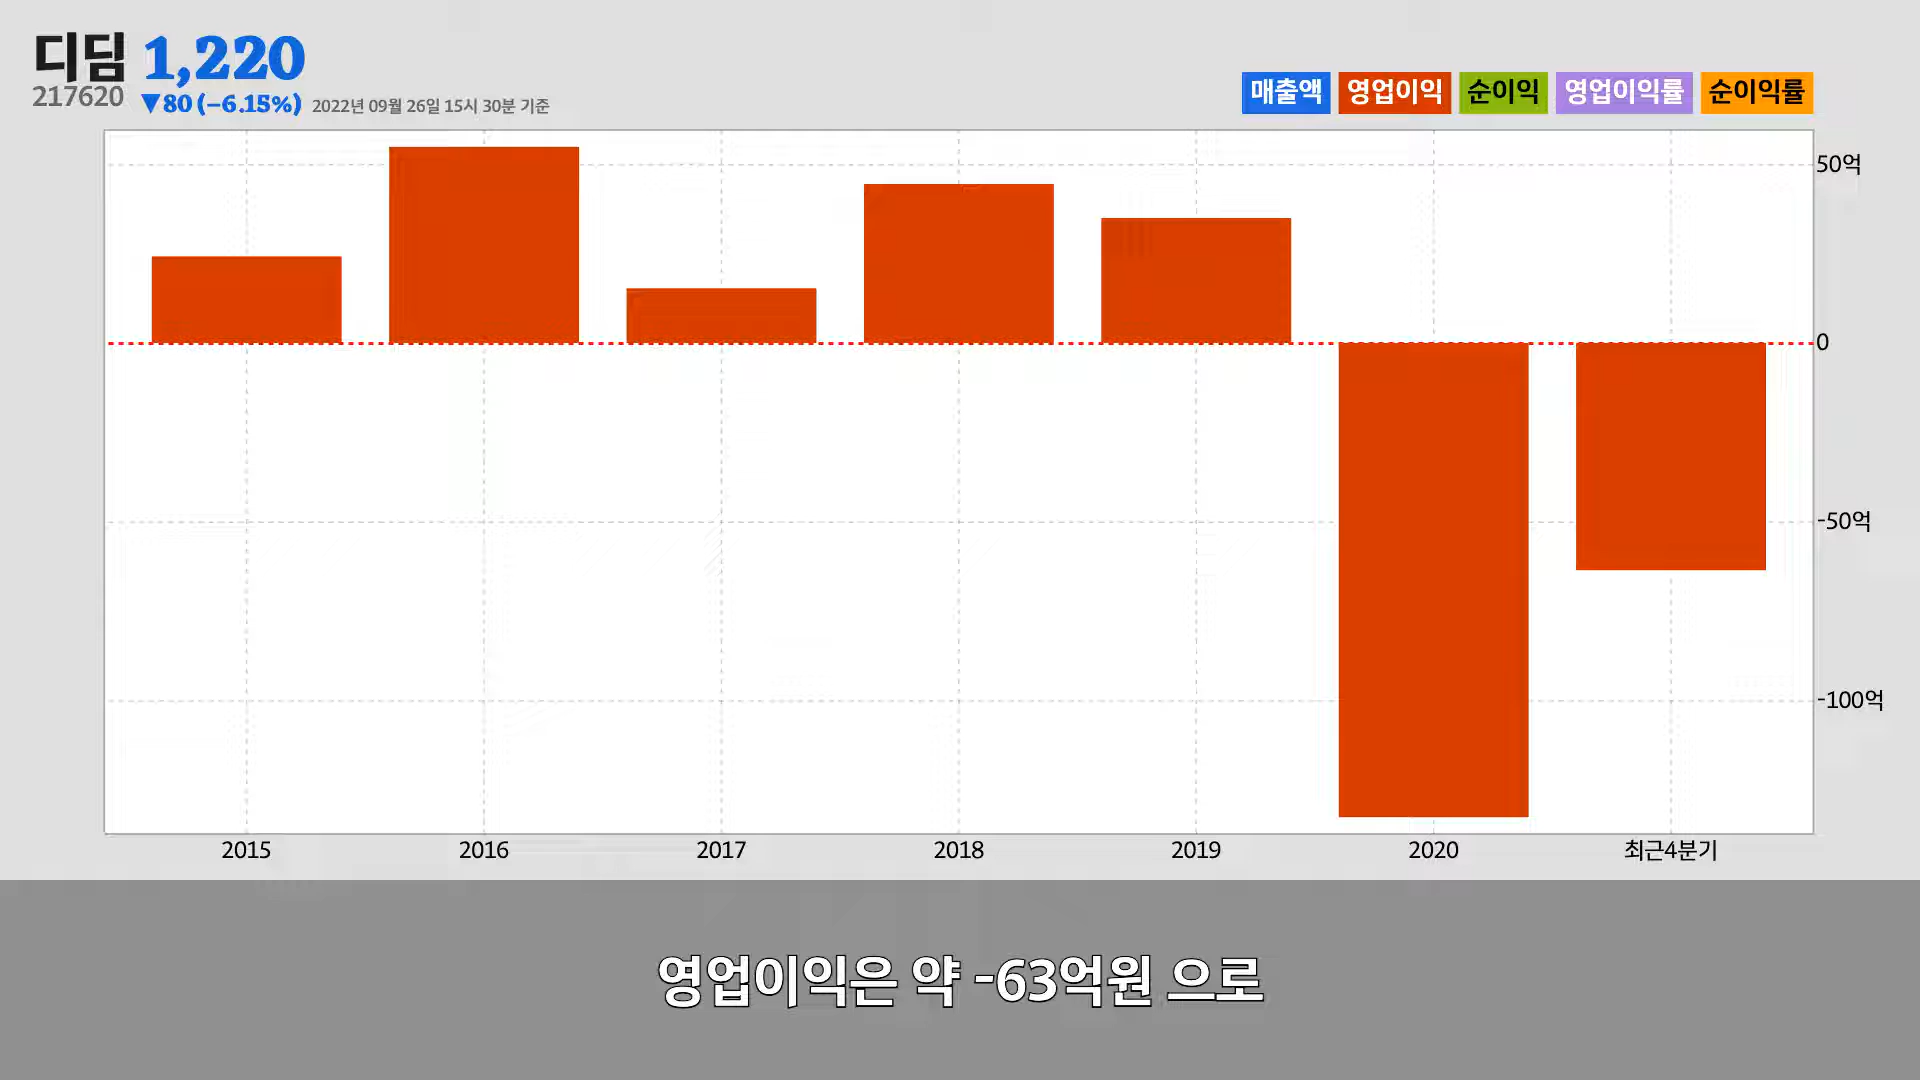 디딤 1,220
217620 ▼80 (−6.15%) 2022년 09월 26일 15시 30분 기준
매출액 영업이익 순이익 영업이익률 순이익률
50억
0
-50억
-100억
2015 2016 2017 2018 2019 2020 최근4분기
영업이익은 약 -63억원 으로